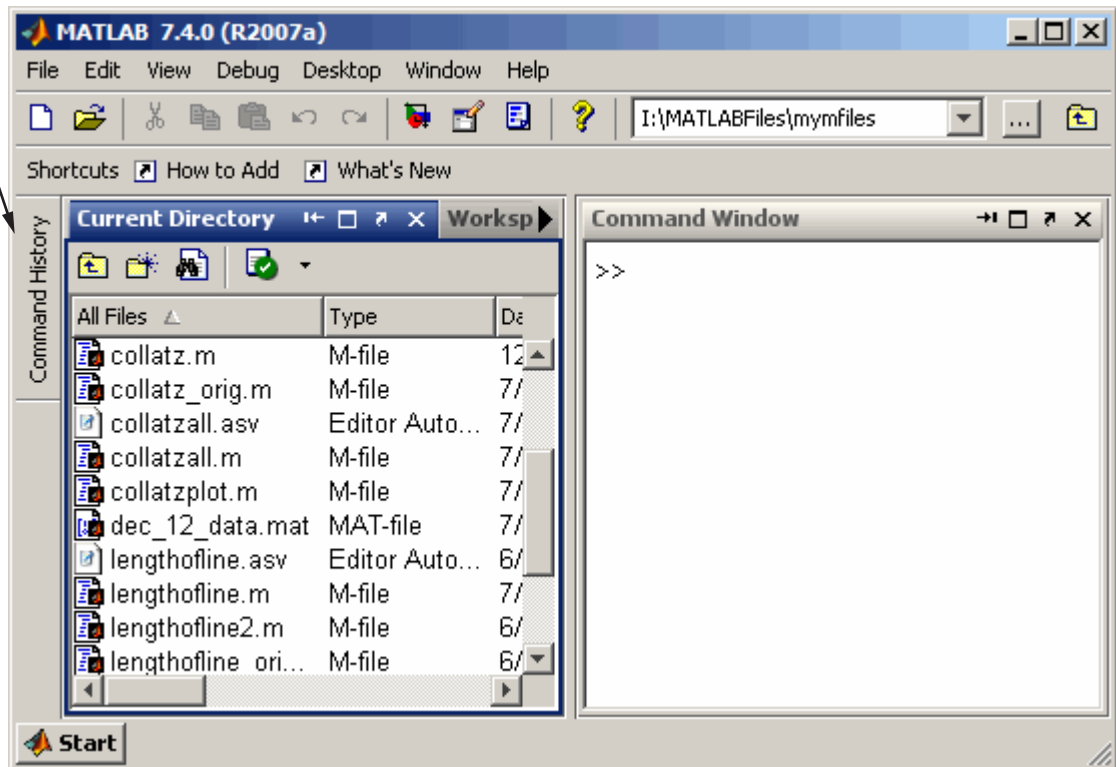 MATLAB 7.4.0 (R2007a)
File Edit View Debug Desktop Window Help
I:\MATLABFiles\mymfiles ...
Shortcuts How to Add What's New
Command History
Current Directory Worksp
All Files Type Da
collatz.m M-file 12
collatz_orig.m M-file 7/
collatzall.asv Editor Auto... 7/
collatzall.m M-file 7/
collatzplot.m M-file 7/
dec_12_data.mat MAT-file 7/
lengthofline.asv Editor Auto... 6/
lengthofline.m M-file 7/
lengthofline2.m M-file 6/
lengthofline_ori... M-file 6/
Command Window
>>
Start